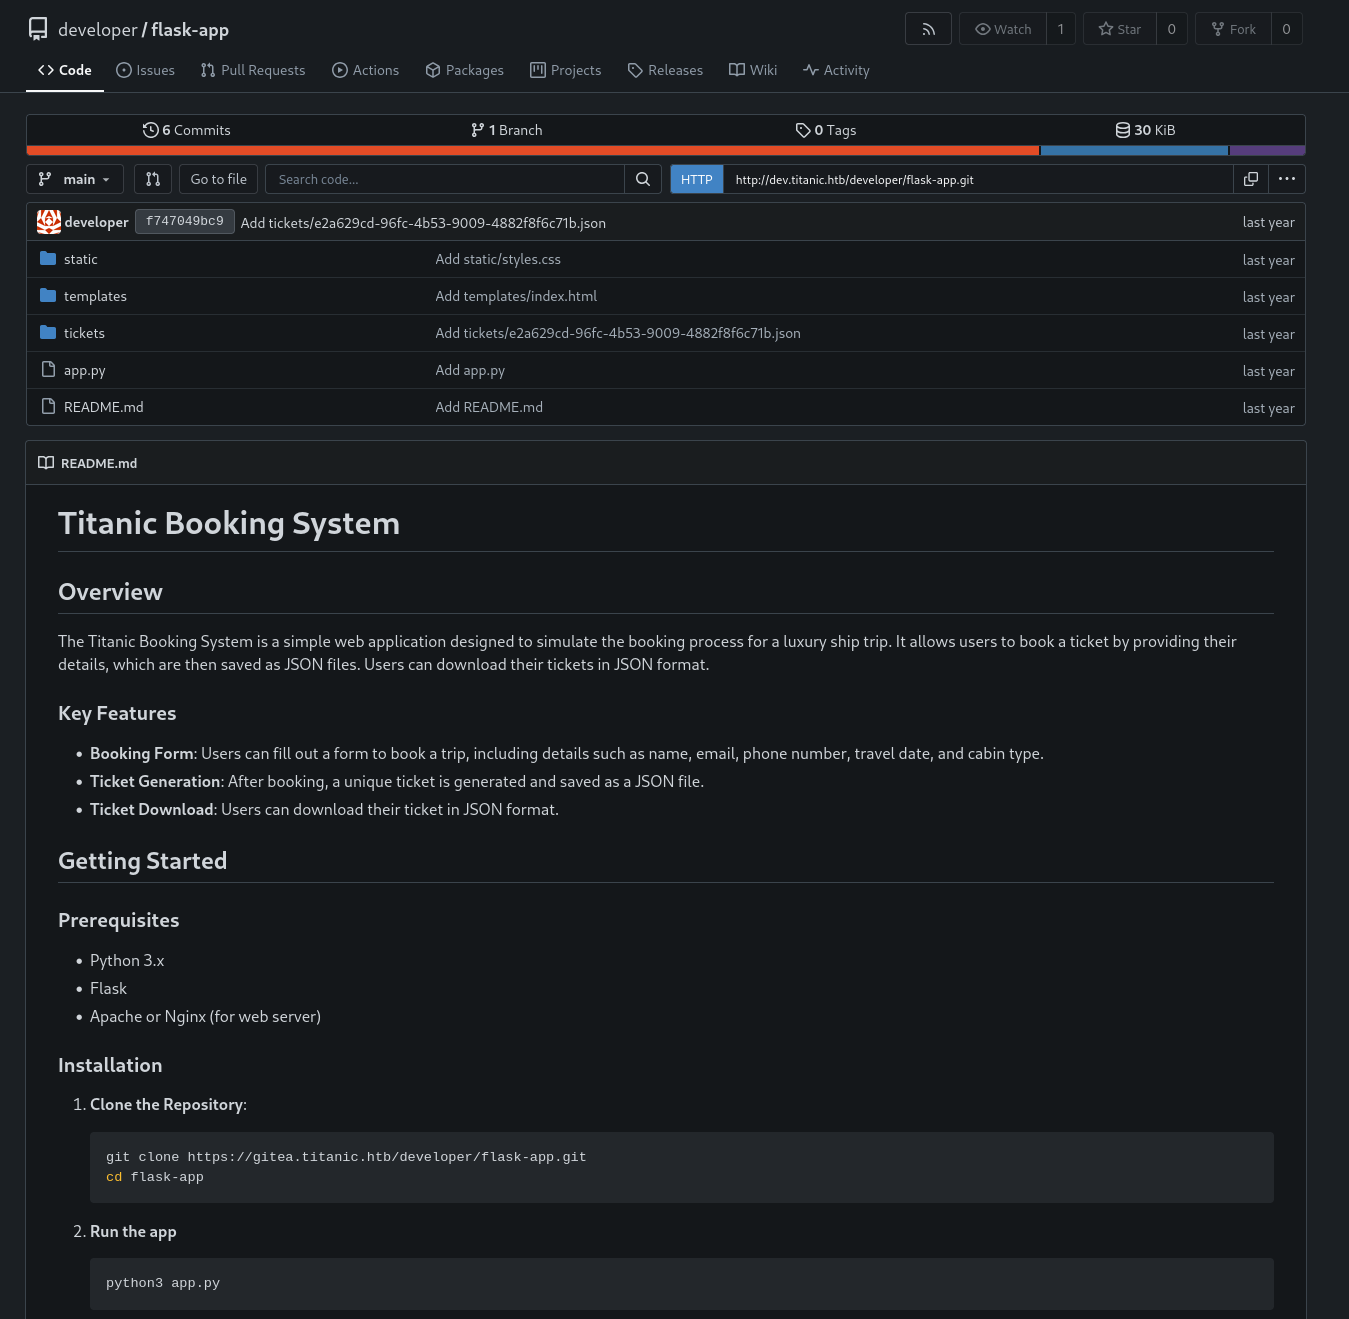 developer / flask-app
Watch 1 Star 0 Fork 0
Code Issues Pull Requests Actions Packages Projects Releases Wiki Activity
6 Commits 1 Branch 0 Tags 30 KiB
main Go to file Search code... HTTP http://dev.titanic.htb/developer/flask-app.git
developer f747049bc9 Add tickets/e2a629cd-96fc-4b53-9009-4882f8f6c71b.json last year
static Add static/styles.css last year
templates Add templates/index.html last year
tickets Add tickets/e2a629cd-96fc-4b53-9009-4882f8f6c71b.json last year
app.py Add app.py last year
README.md Add README.md last year
README.md
Titanic Booking System
Overview
The Titanic Booking System is a simple web application designed to simulate the booking process for a luxury ship trip. It allows users to book a ticket by providing their
details, which are then saved as JSON files. Users can download their tickets in JSON format.
Key Features
• Booking Form: Users can fill out a form to book a trip, including details such as name, email, phone number, travel date, and cabin type.
• Ticket Generation: After booking, a unique ticket is generated and saved as a JSON file.
• Ticket Download: Users can download their ticket in JSON format.
Getting Started
Prerequisites
• Python 3.x
• Flask
• Apache or Nginx (for web server)
Installation
1. Clone the Repository:
git clone https://gitea.titanic.htb/developer/flask-app.git
cd flask-app
2. Run the app
python3 app.py